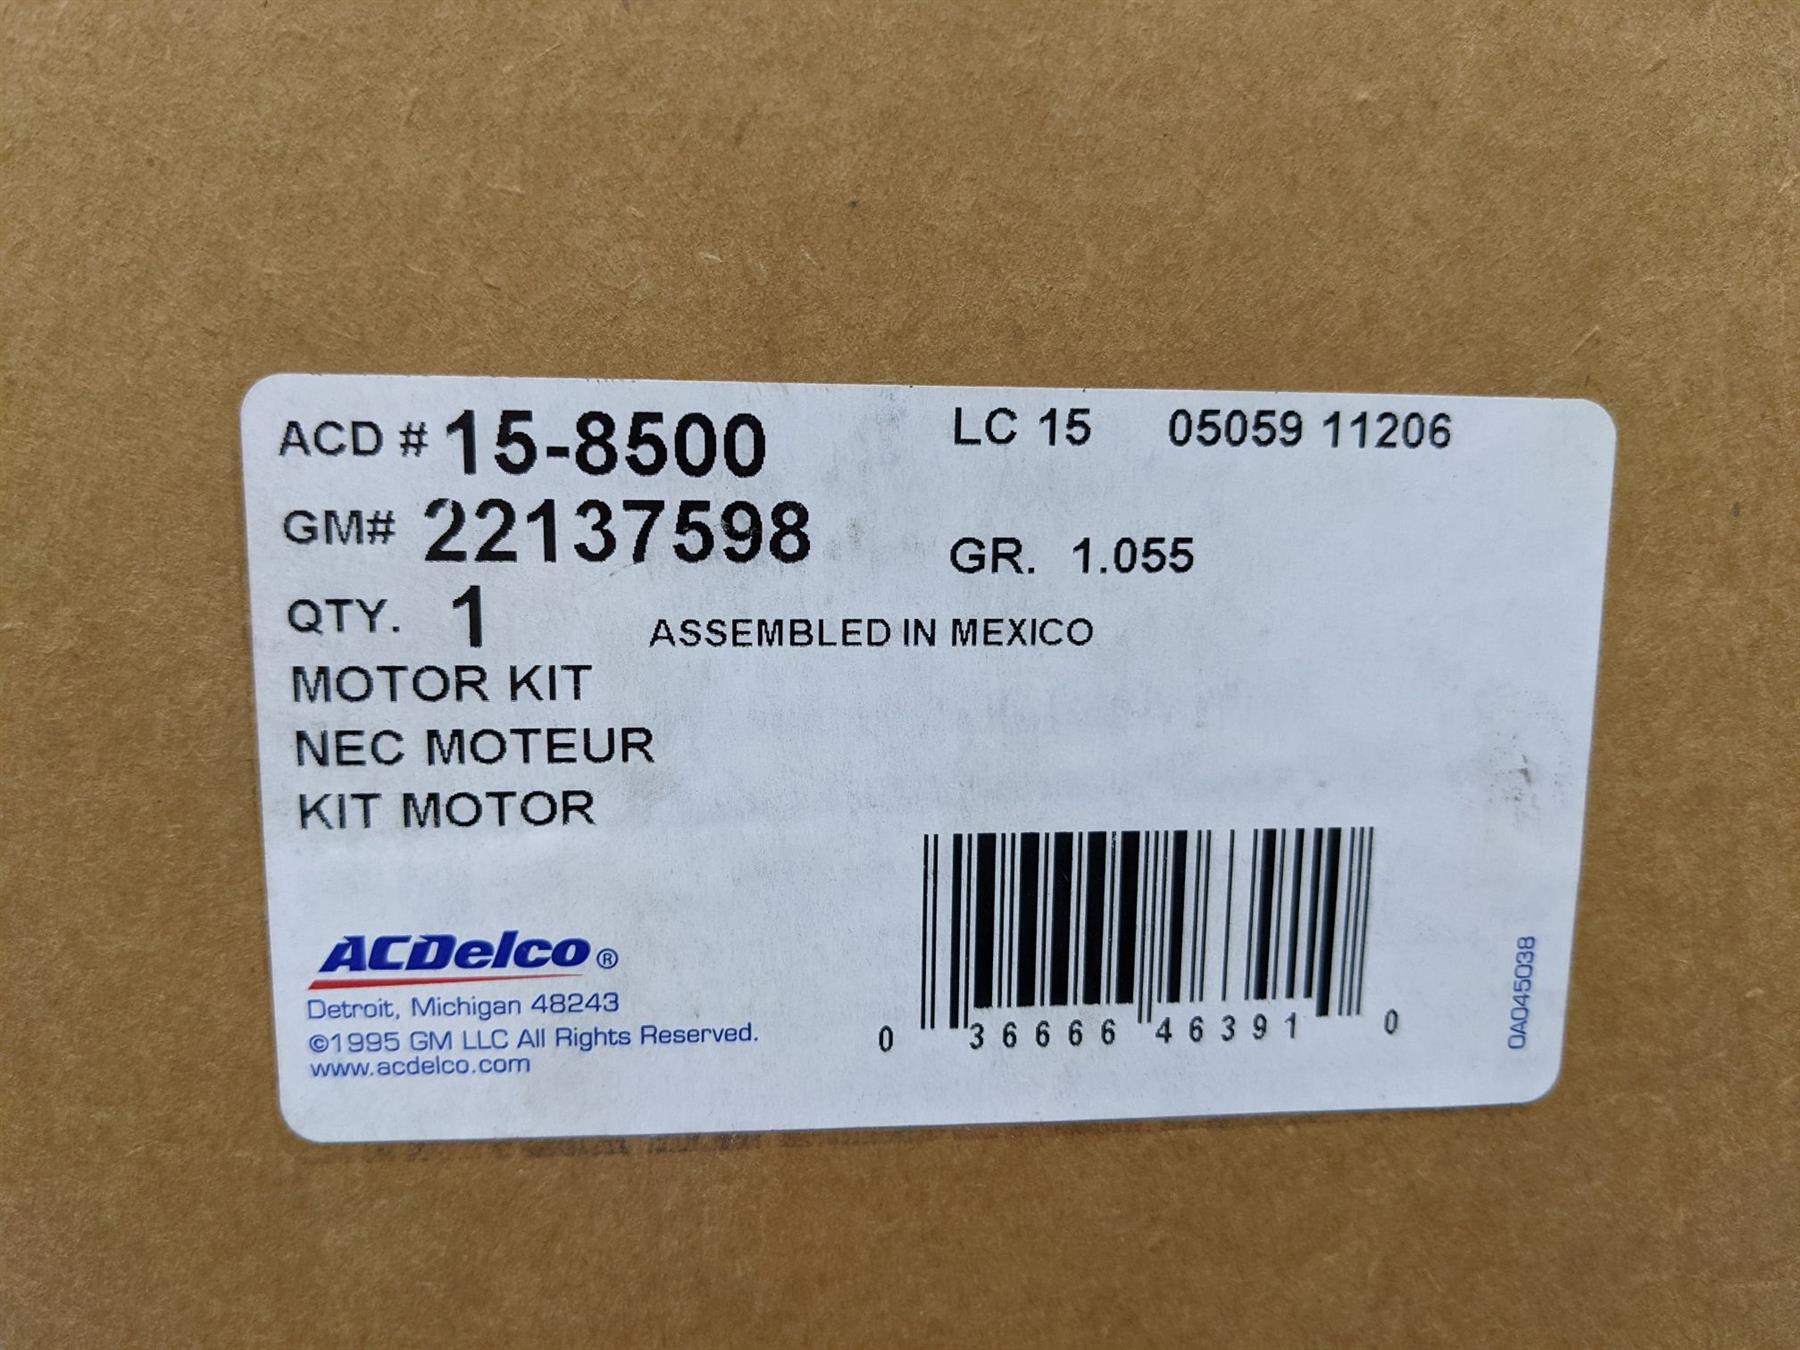 ACD # 15-8500 LC 15 05059 11206
GM# 22137598 GR. 1.055
QTY. 1 ASSEMBLED IN MEXICO
MOTOR KIT
NEC MOTEUR
KIT MOTOR
ACDelco®
Detroit, Michigan 48243
©1995 GM LLC All Rights Reserved.
www.acdelco.com
0 36666 46391 0
0A045038